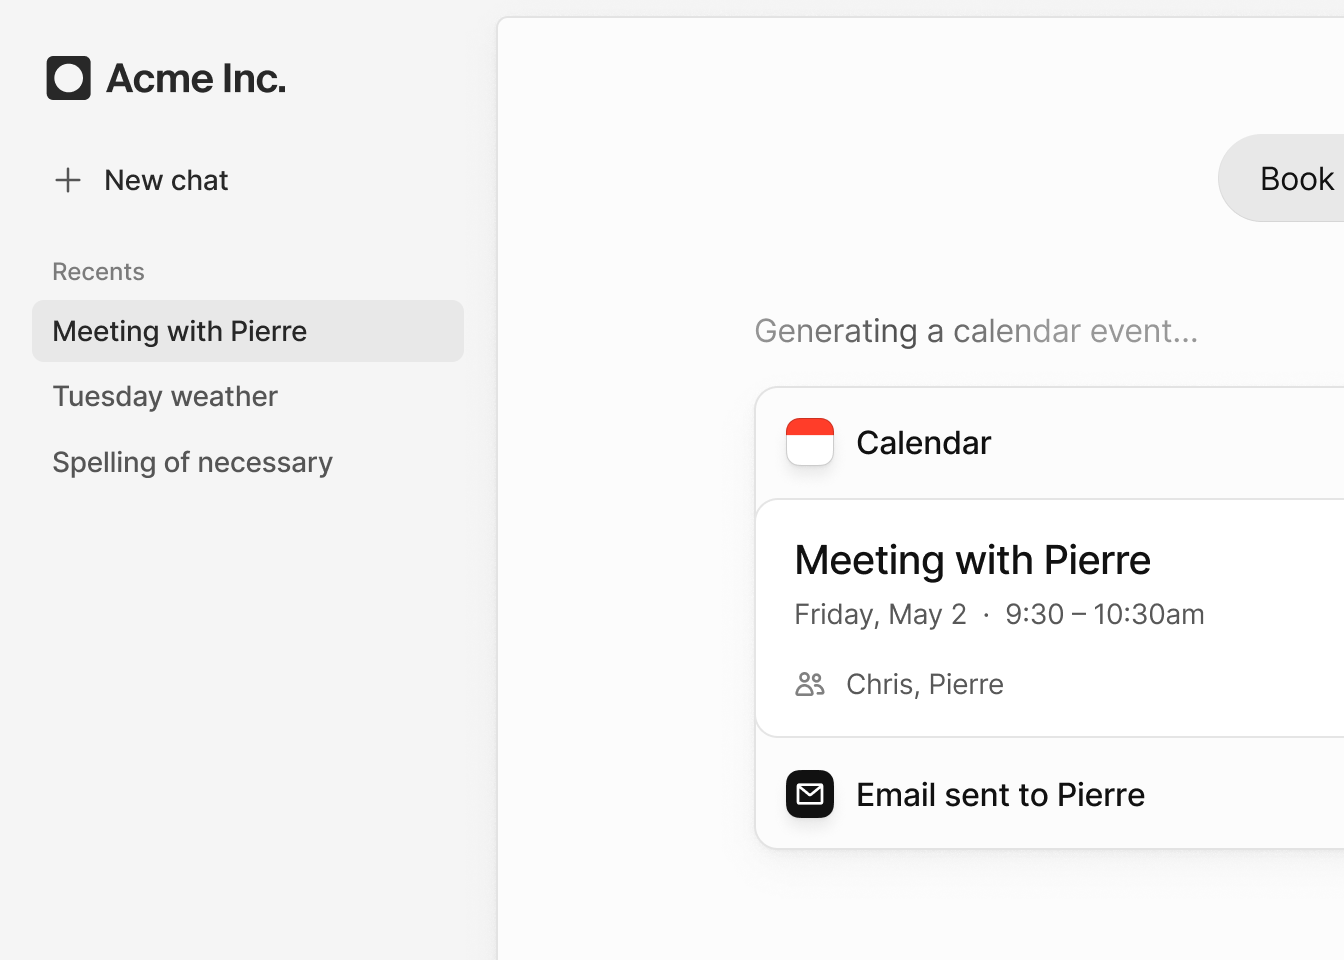 Acme Inc.
New chat
Recents
Meeting with Pierre
Tuesday weather
Spelling of necessary
Book
Generating a calendar event...
Calendar
Meeting with Pierre
Friday, May 2 · 9:30 – 10:30am
Chris, Pierre
Email sent to Pierre